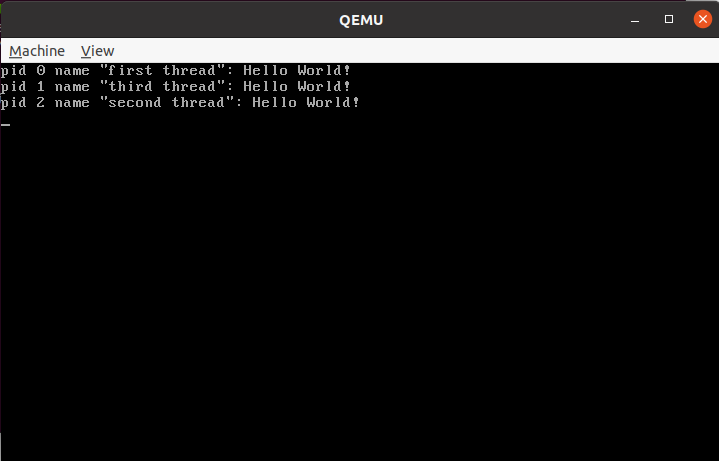 QEMU
Machine View
pid 0 name "first thread": Hello World!
pid 1 name "third thread": Hello World!
pid 2 name "second thread": Hello World!
_